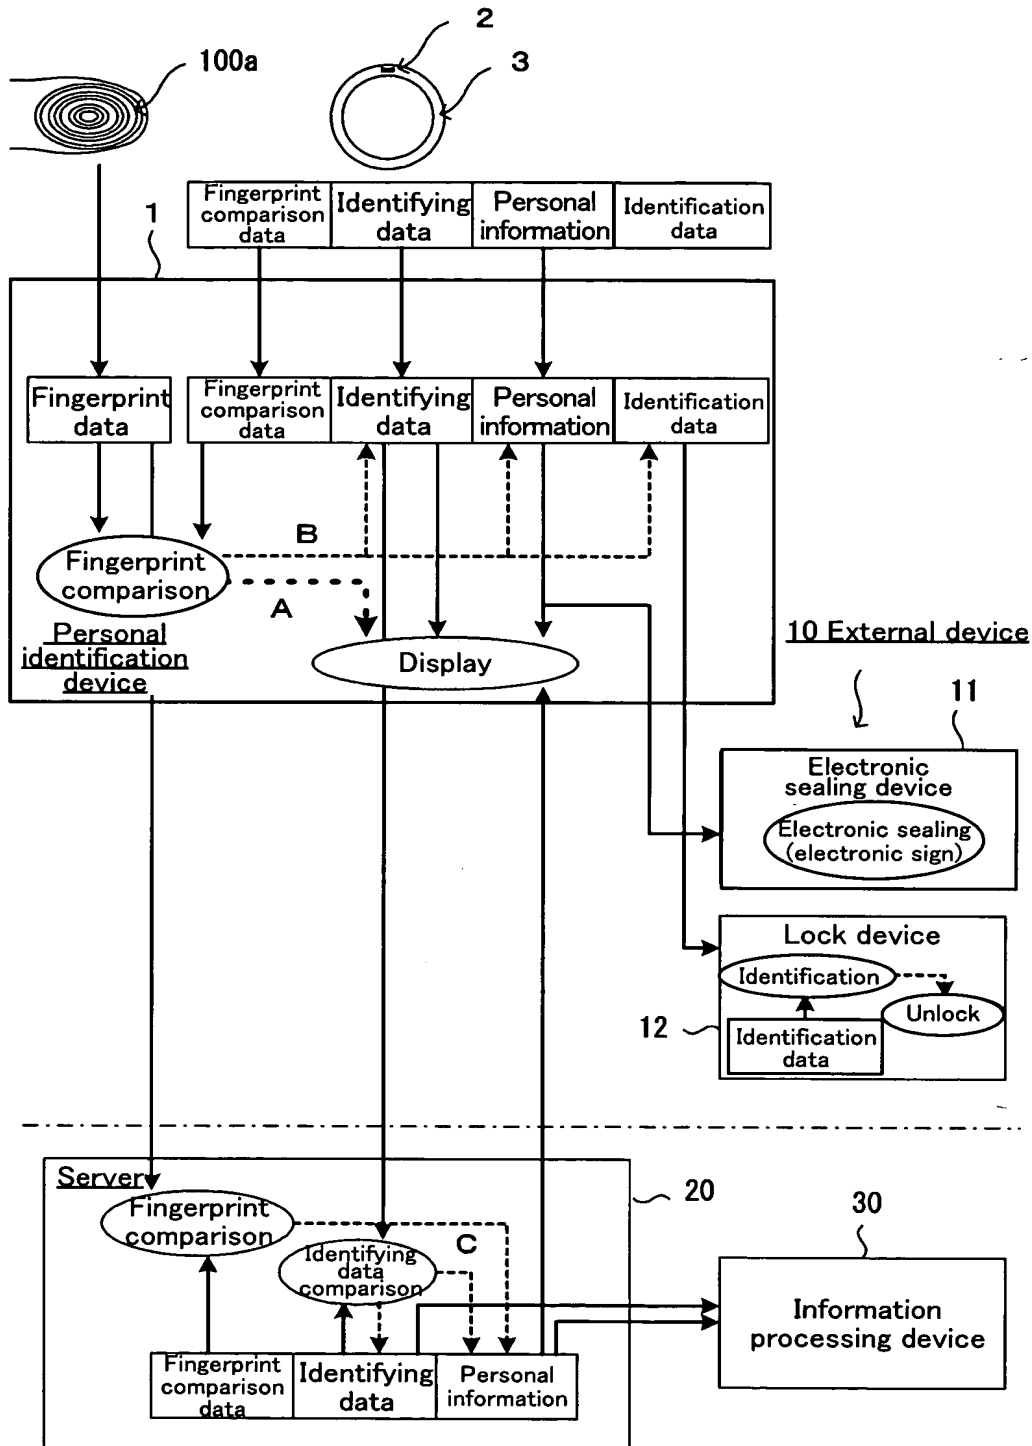 2
100a
3
Fingerprint
comparison
data
Identifying
data
Personal
information
Identification
data
1
Fingerprint
data
Fingerprint
comparison
data
Identifying
data
Personal
information
Identification
data
B
Fingerprint
comparison
A
Personal
identification
device
Display
10 External device
11
Electronic
sealing device
Electronic sealing
(electronic sign)
Lock device
Identification
Unlock
12
Identification
data
Server
20
Fingerprint
comparison
C
Identifying
data
comparison
30
Information
processing device
Fingerprint
comparison
data
Identifying
data
Personal
information